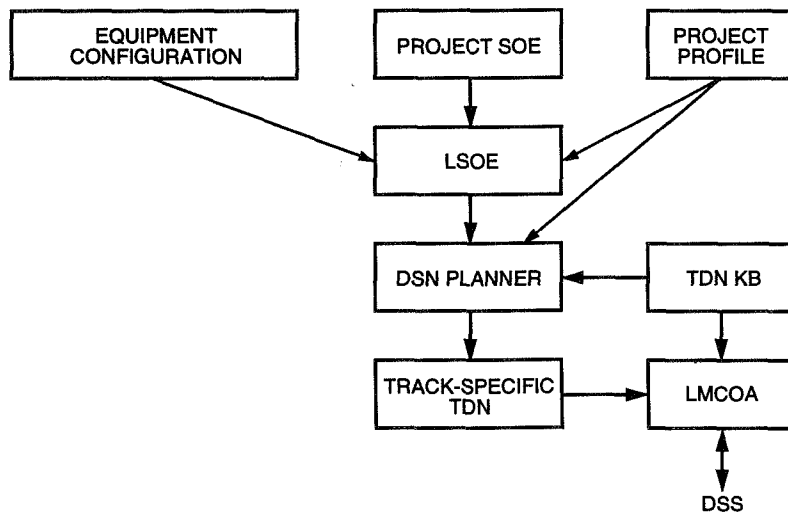 EQUIPMENT
CONFIGURATION
PROJECT SOE
PROJECT
PROFILE
LSOE
DSN PLANNER
TDN KB
TRACK-SPECIFIC
TDN
LMCOA
DSS